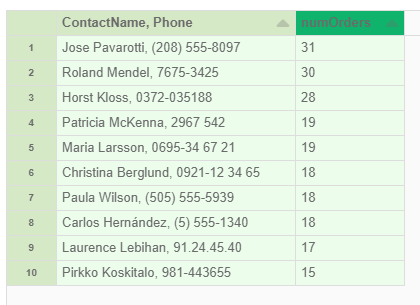 ContactName, Phone numOrders
1 Jose Pavarotti, (208) 555-8097 31
2 Roland Mendel, 7675-3425 30
3 Horst Kloss, 0372-035188 28
4 Patricia McKenna, 2967 542 19
5 Maria Larsson, 0695-34 67 21 19
6 Christina Berglund, 0921-12 34 65 18
7 Paula Wilson, (505) 555-5939 18
8 Carlos Hernández, (5) 555-1340 18
9 Laurence Lebihan, 91.24.45.40 17
10 Pirkko Koskitalo, 981-443655 15